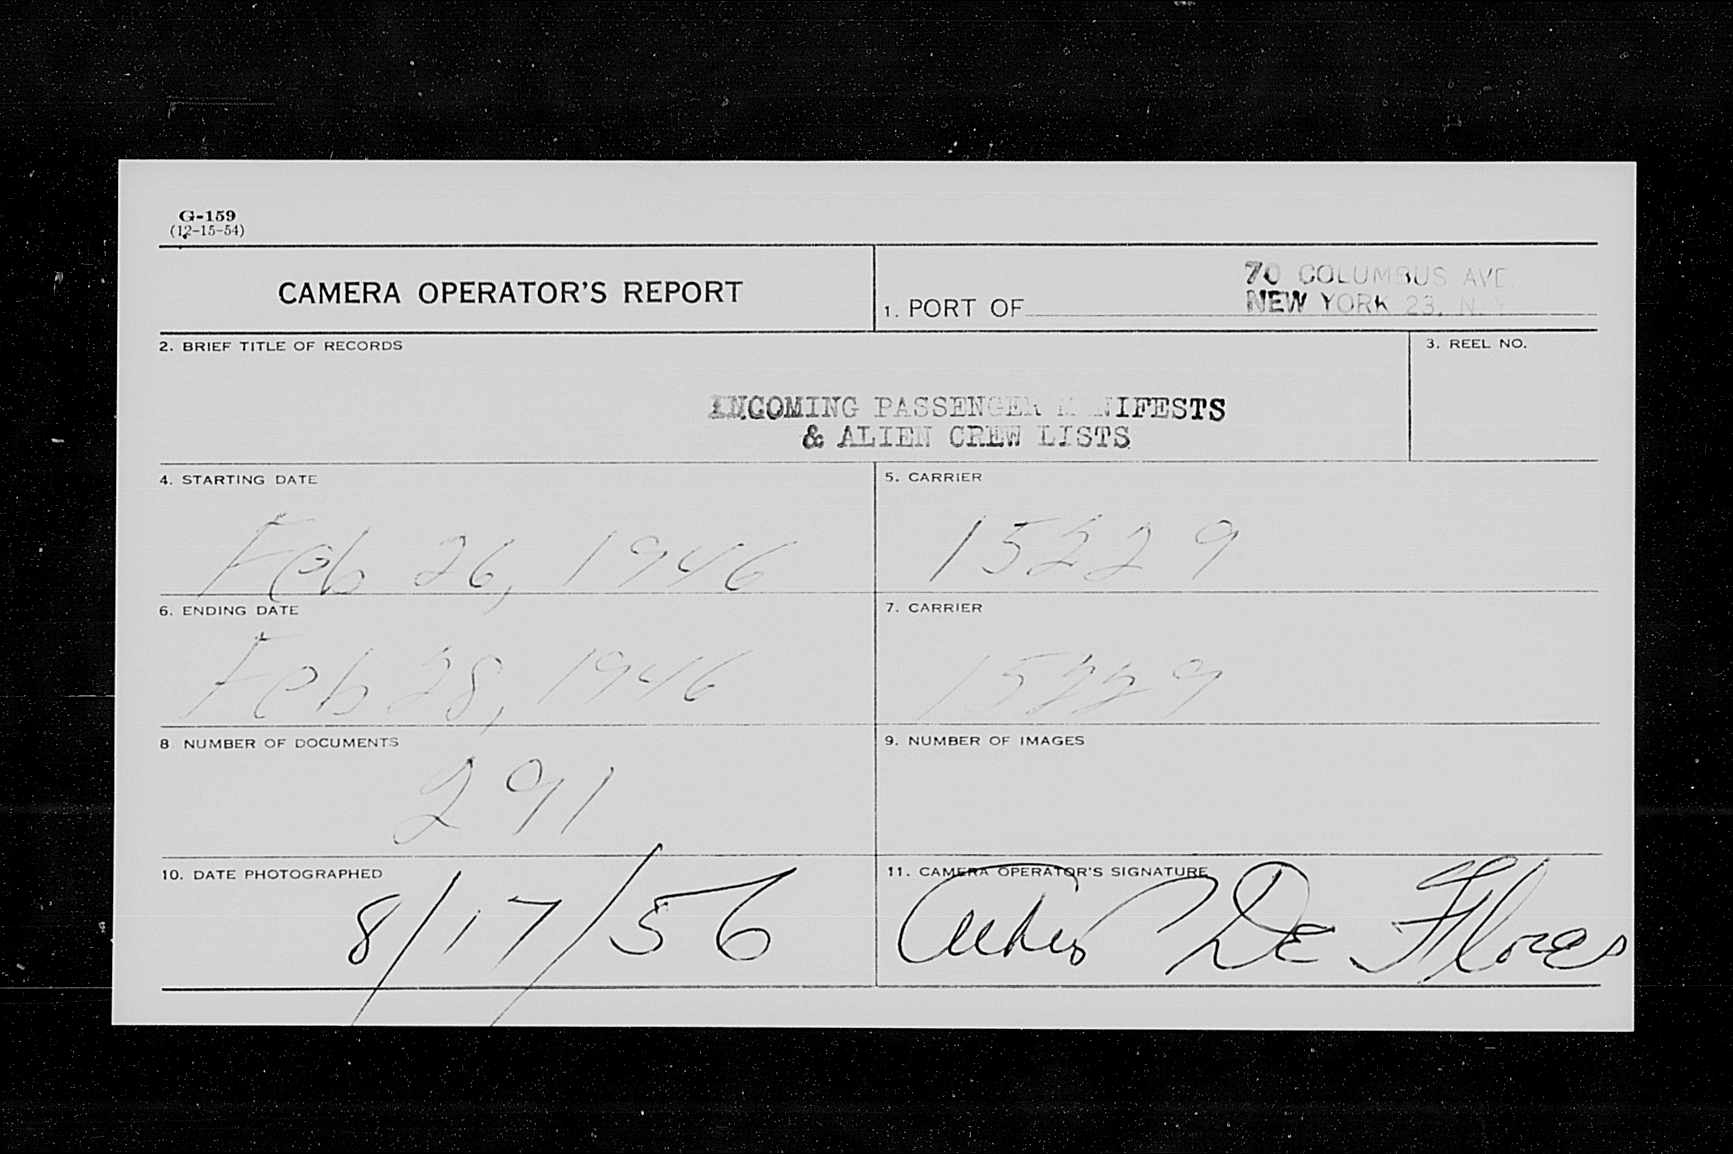 G-159
(12-15-54)
CAMERA OPERATOR'S REPORT
1. PORT OF
70 COLUMBUS AVE
NEW YORK 23, N.Y
2. BRIEF TITLE OF RECORDS
3. REEL NO.
INCOMING PASSENGER MANIFESTS
& ALIEN CREW LISTS
4. STARTING DATE
5. CARRIER
Feb 26, 1946
15229
6. ENDING DATE
7. CARRIER
Feb 28, 1946
15229
8 NUMBER OF DOCUMENTS
9. NUMBER OF IMAGES
291
10. DATE PHOTOGRAPHED
11. CAMERA OPERATOR'S SIGNATURE
8/17/56
De Flores